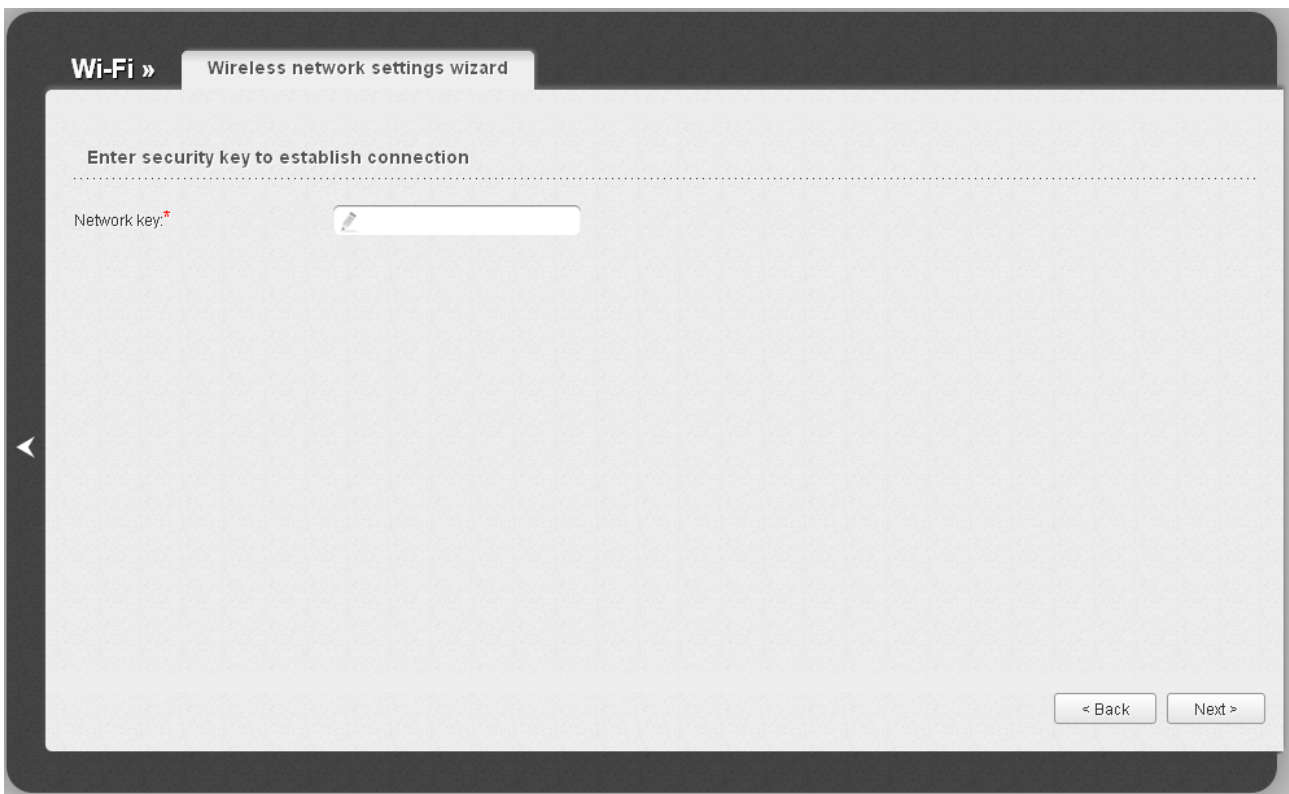 Wi-Fi » Wireless network settings wizard
Enter security key to establish connection
Network key:*
< Back Next >